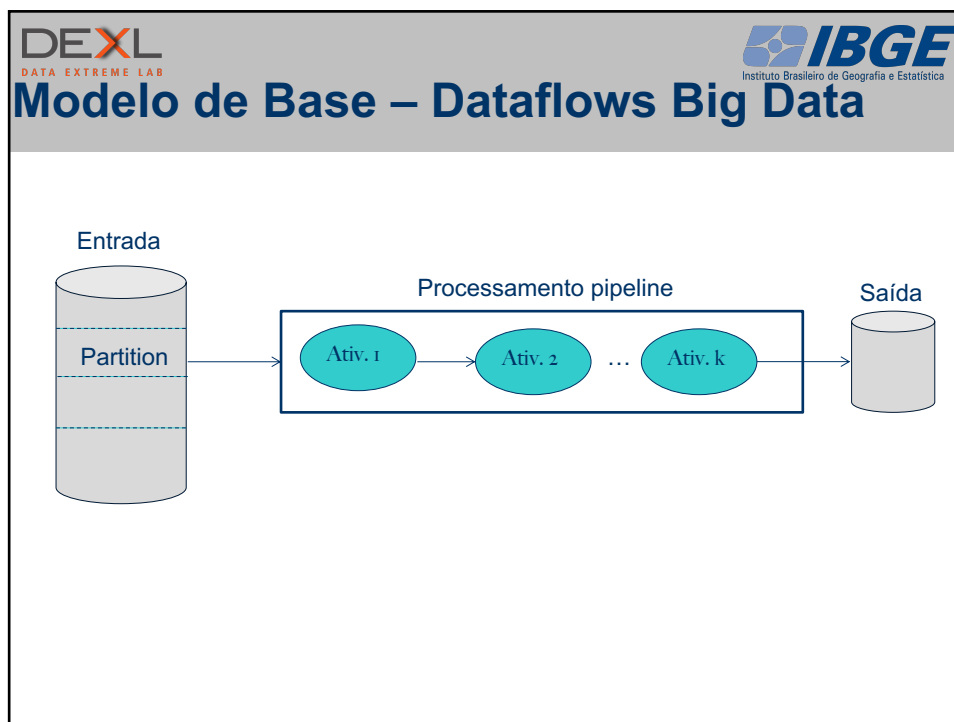 DEXL
DATA EXTREME LAB
IBGE
Instituto Brasileiro de Geografia e Estatística
Modelo de Base – Dataflows Big Data
Entrada
Processamento pipeline
Saída
Partition
Ativ. 1
Ativ. 2
...
Ativ. k